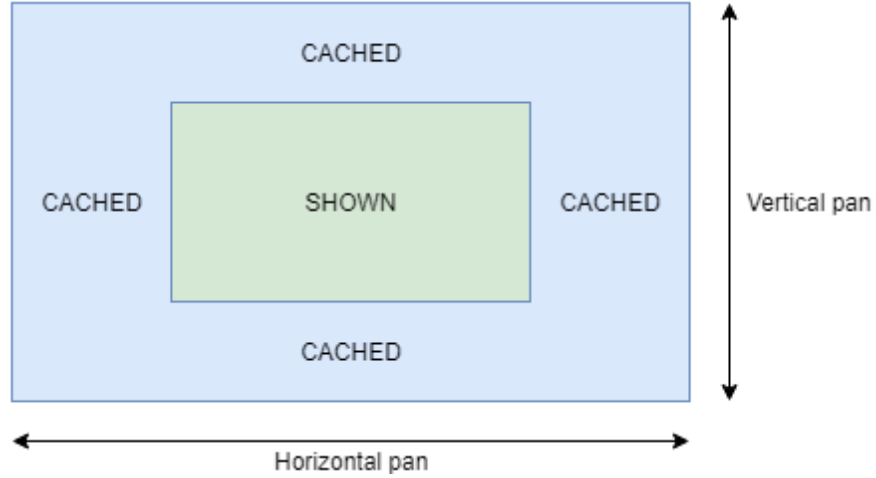 CACHED
CACHED
SHOWN
CACHED
Vertical pan
CACHED
Horizontal pan